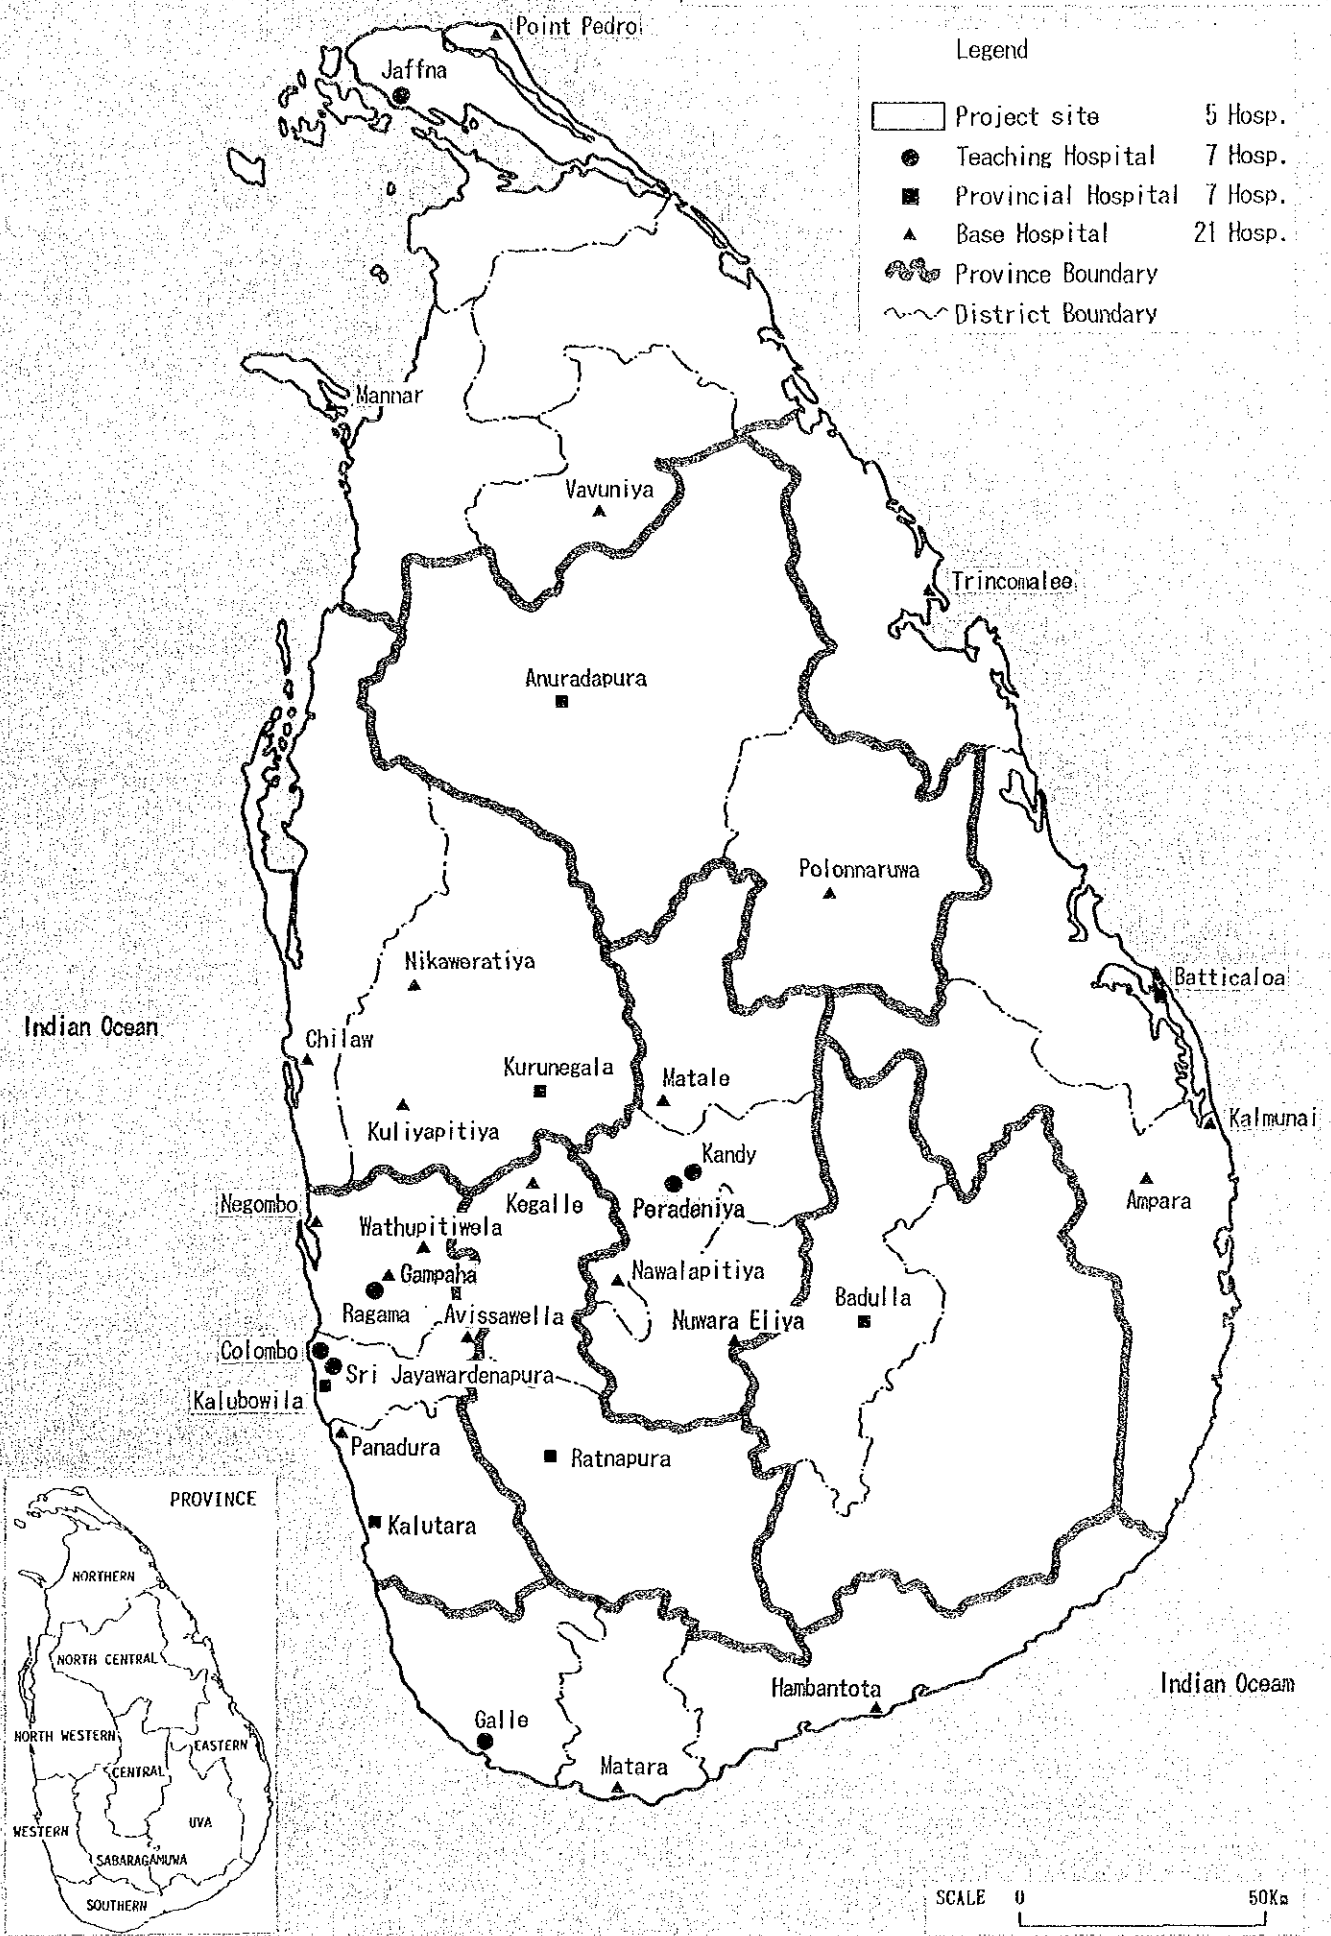 Point Pedro
Jaffna
Legend
Project site 5 Hosp.
Teaching Hospital 7 Hosp.
Provincial Hospital 7 Hosp.
Base Hospital 21 Hosp.
Province Boundary
District Boundary
Mannar
Vavuniya
Trincomalee
Anuradapura
Polonnaruwa
Nikaweratiya
Batticaloa
Indian Ocean
Chilaw
Kurunegala
Matale
Kuliyapitiya
Kalmunai
Kandy
Negombo
Kegalle
Peradeniya
Ampara
Wathupitiwela
Gampaha
Nawalapitiya
Badulla
Ragama
Avissawella
Nuwara Eliya
Colombo
Sri Jayawardenapura
Kalubowila
Panadura
Ratnapura
Kalutara
PROVINCE
NORTHERN
NORTH CENTRAL
NORTH WESTERN
EASTERN
CENTRAL
UVA
WESTERN
SABARAGAMUWA
SOUTHERN
Hambantota
Indian Oceam
Galle
Matara
SCALE 0 50Km